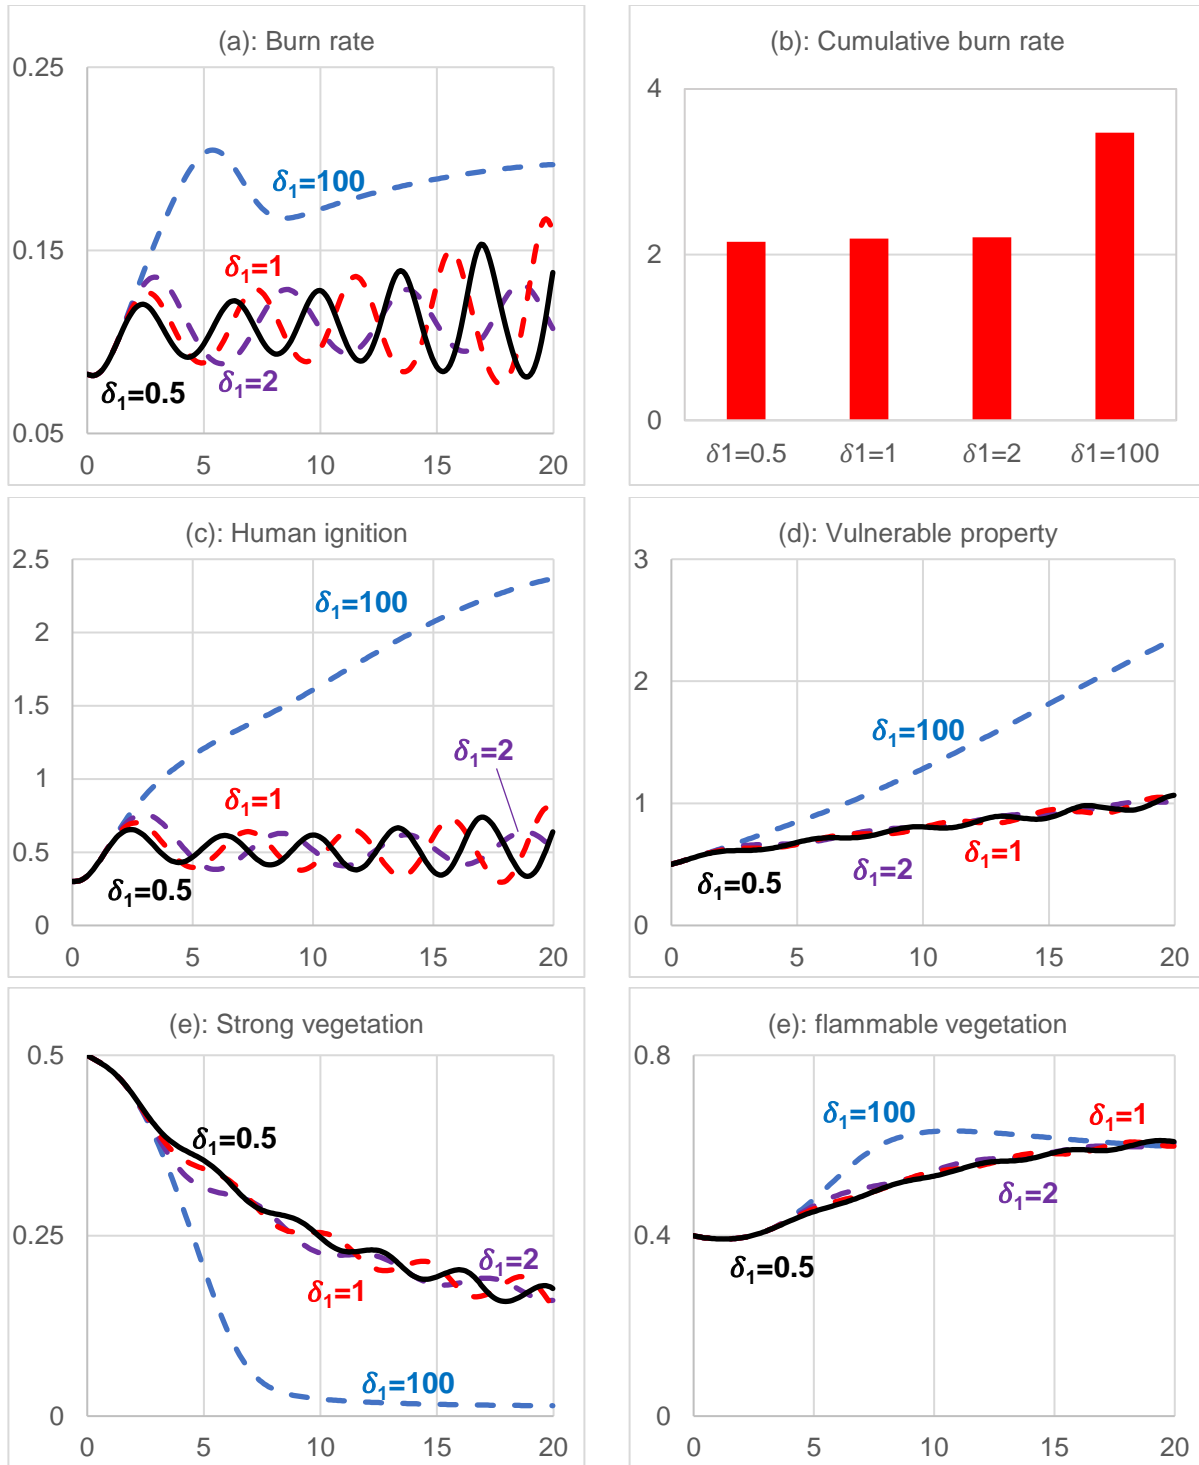 (a): Burn rate
0.25
0.15
0.05
δ1=100
δ1=1
δ1=2
δ1=0.5
0 5 10 15 20
(b): Cumulative burn rate
4
2
0
δ1=0.5 δ1=1 δ1=2 δ1=100
(c): Human ignition
2.5
2
1.5
1
0.5
0
δ1=100
δ1=2
δ1=1
δ1=0.5
0 5 10 15 20
(d): Vulnerable property
3
2
1
0
δ1=100
δ1=0.5
δ1=2
δ1=1
0 5 10 15 20
(e): Strong vegetation
0.5
0.25
0
δ1=0.5
δ1=2
δ1=1
δ1=100
0 5 10 15 20
(e): flammable vegetation
0.8
0.4
0
δ1=100
δ1=1
δ1=2
δ1=0.5
0 5 10 15 20